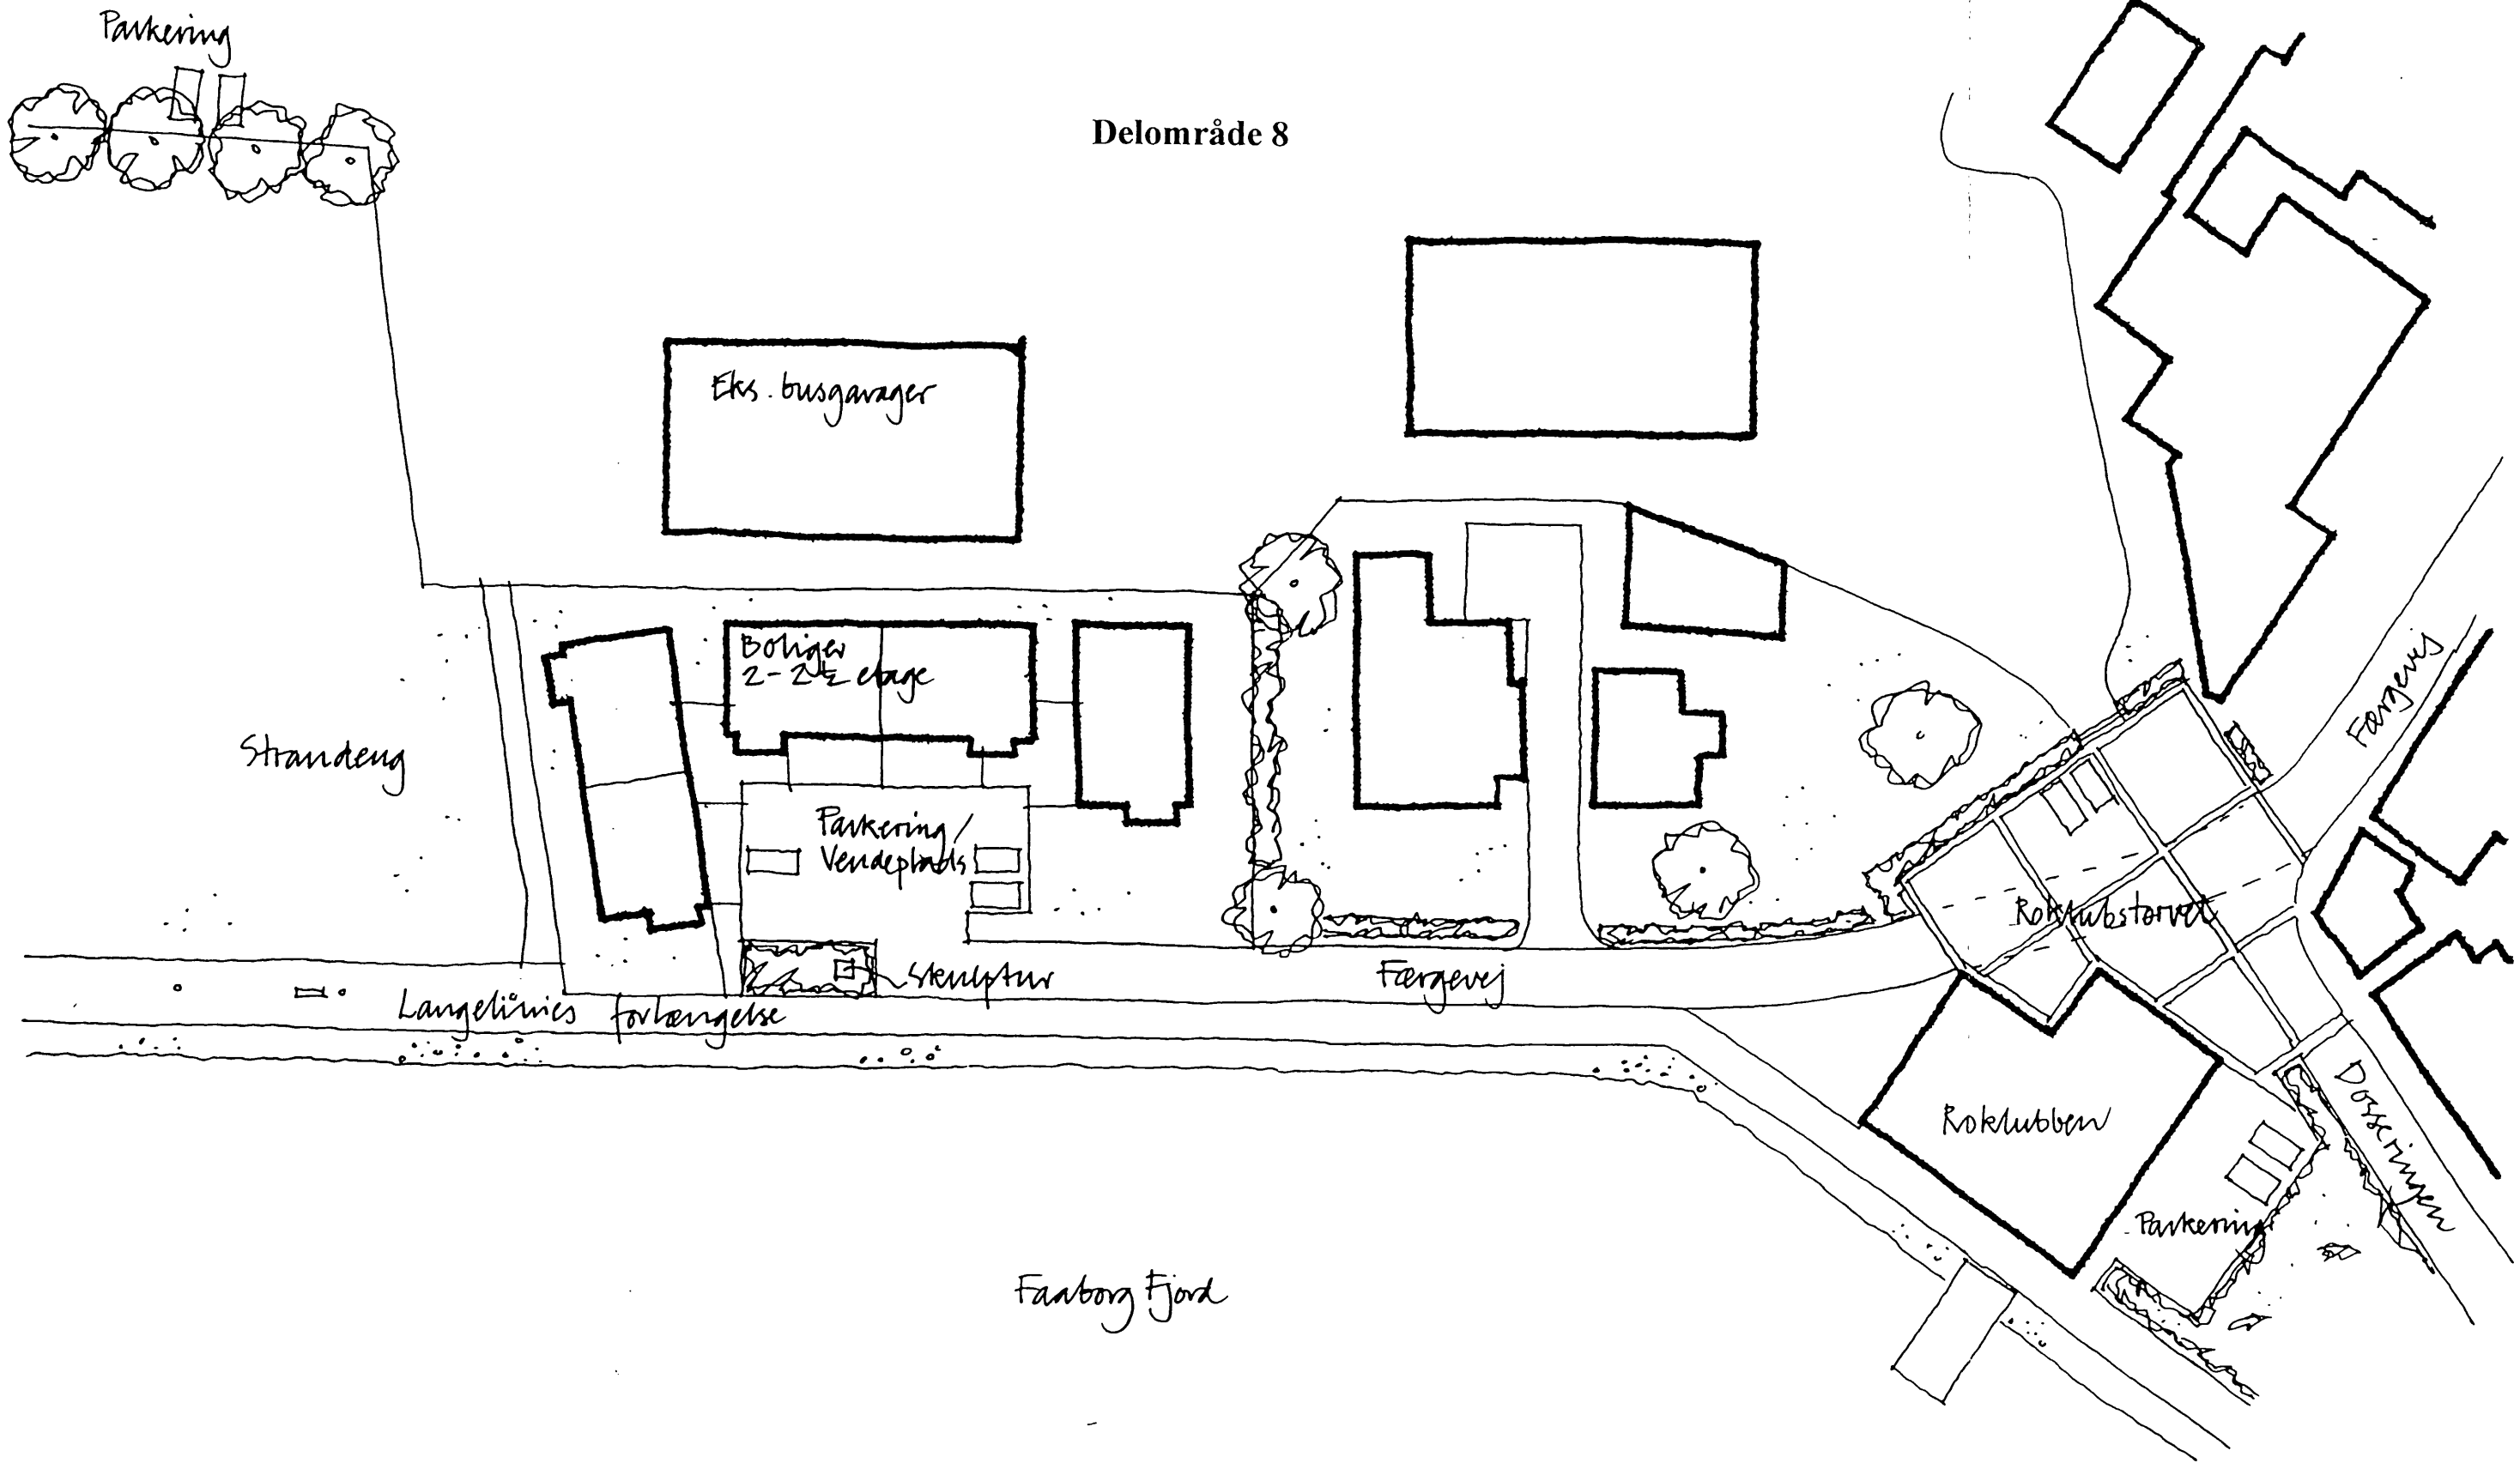 Parkering
Delområde 8
Eks. busgarager
Boliger
2-2½ etage
Færgevej
Strandeng
Parkering/
Vendeplads
Roklubstorvet
Skulptur
Færgevej
Langeliniens forlængelse
Roklubben
Dosseringen
Parkering
Faaborg Fjord